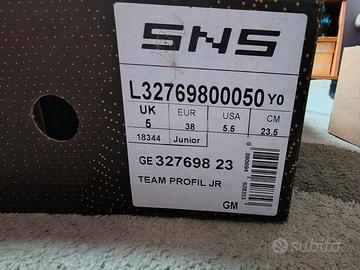 SNS
L32769800050 Y0
UK EUR USA CM
5 38 5.5 23.5
18344 Junior
GE 327698 23
TEAM PROFIL JR
GM
subito